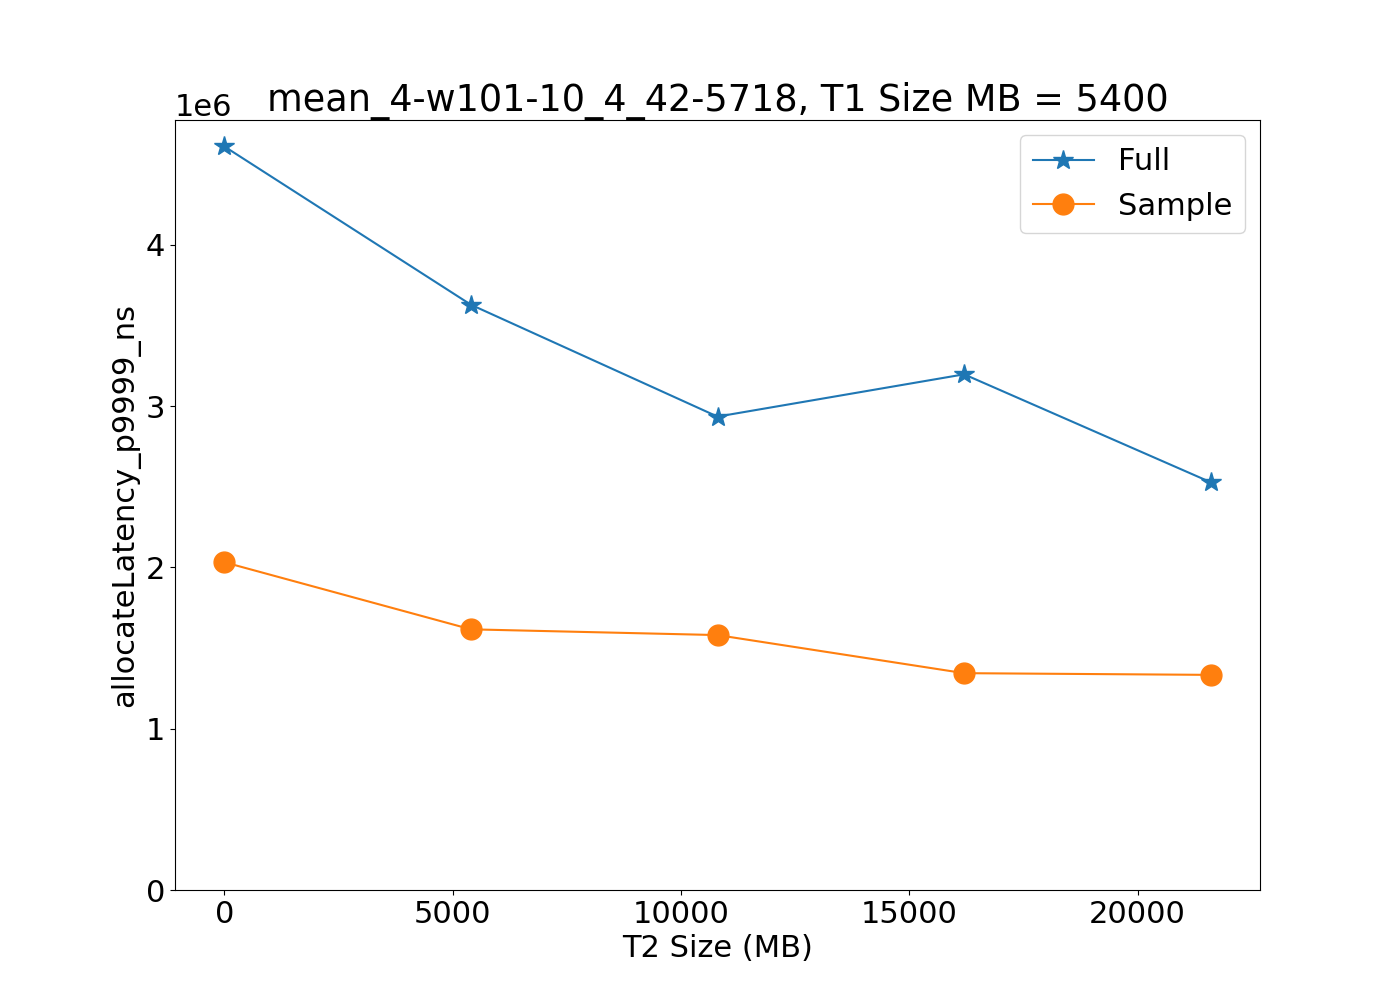 1e6
mean_4-w101-10_4_42-5718, T1 Size MB = 5400
Full
Sample
allocateLatency_p9999_ns
4
3
2
1
0
0 5000 10000 15000 20000
T2 Size (MB)